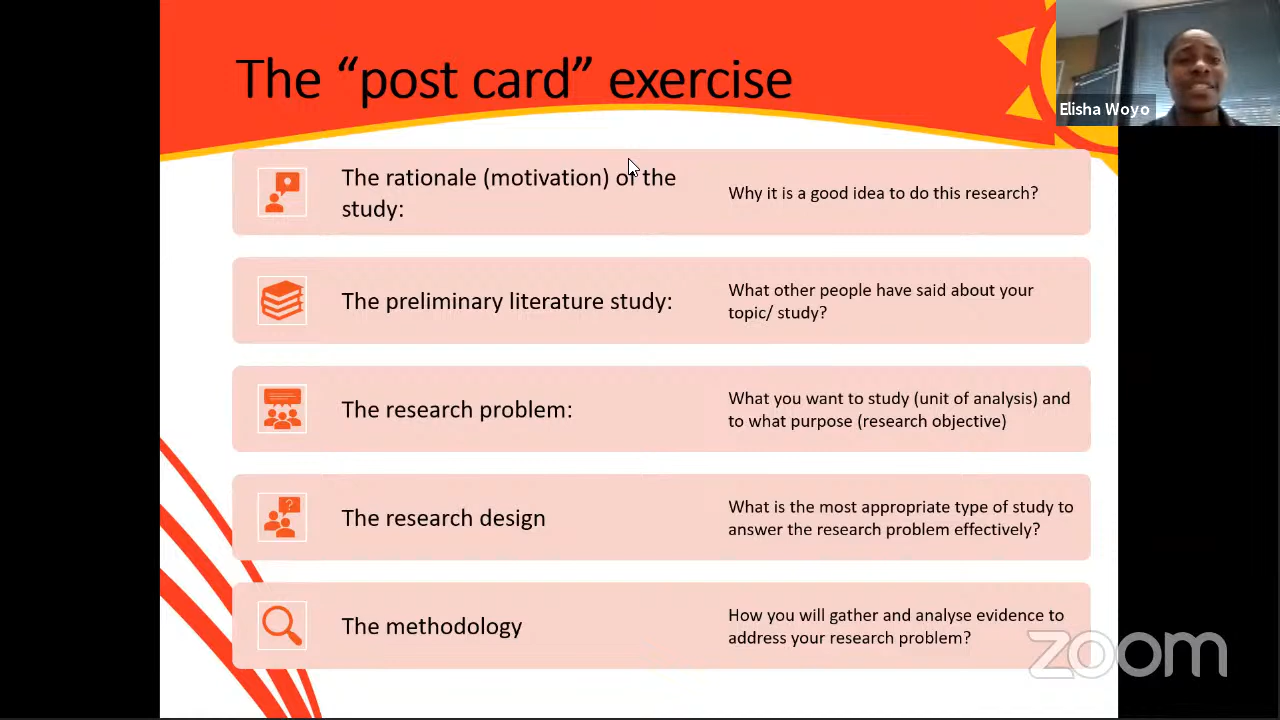 The “post card” exercise
Elisha Woyo
The rationale (motivation) of the
study:
Why it is a good idea to do this research?
The preliminary literature study:
What other people have said about your
topic/ study?
The research problem:
What you want to study (unit of analysis) and
to what purpose (research objective)
The research design
?
What is the most appropriate type of study to
answer the research problem effectively?
The methodology
How you will gather and analyse evidence to
address your research problem?
zoom